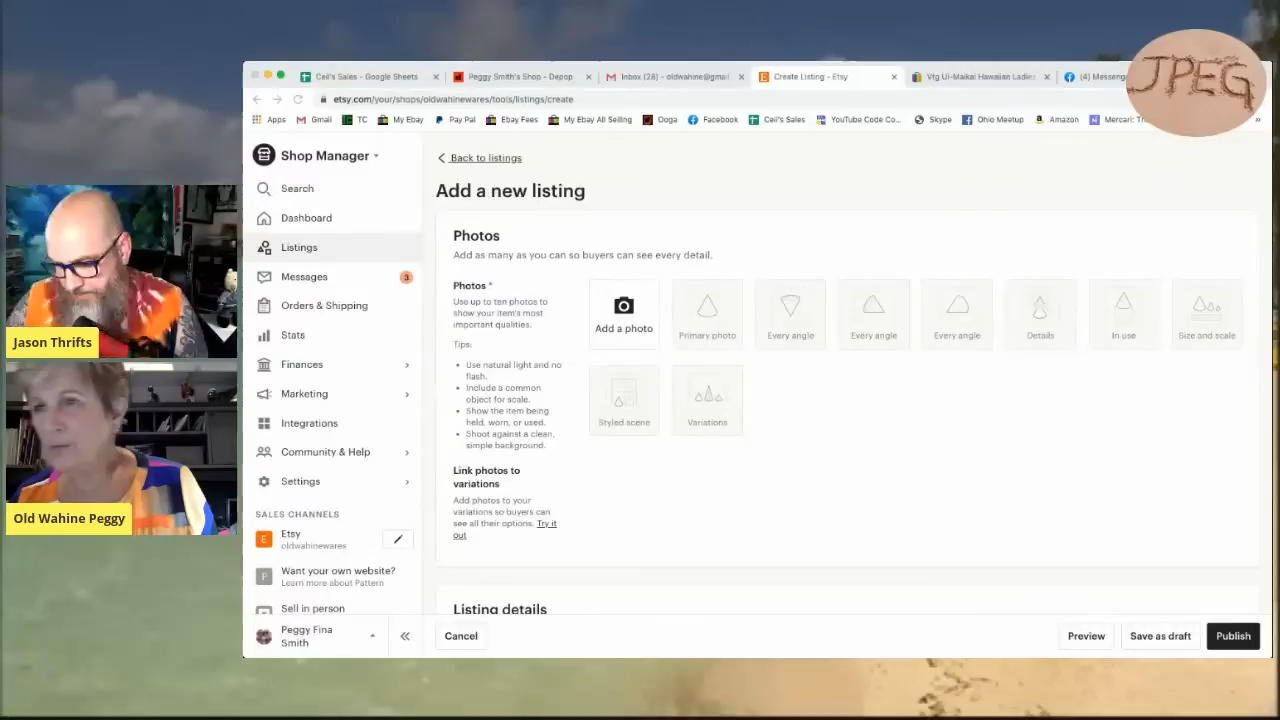 JPEG
Ceil's Sales - Google Sheets
Peggy Smith's Shop - Depop
Inbox (28) - oldwahine@gmai
Create Listing - Etsy
Vtg Ui-Maikai Hawaiian Ladies
(4) Messeng
etsy.com/your/shops/oldwahinewares/tools/listings/create
Apps
Gmail
TC
My Ebay
Pay Pal
Ebay Fees
My Ebay All Selling
Ooga
Facebook
Ceil's Sales
YouTube Code Co...
Skype
Ohio Meetup
Amazon
Mercari: Th
»
Shop Manager
Search
Dashboard
Listings
Messages
3
Orders & Shipping
Stats
Finances
Marketing
Integrations
Community & Help
Settings
SALES CHANNELS
E
Etsy
oldwahinewares
P
Want your own website?
Learn more about Pattern
Sell in person
Peggy Fina
Smith
Back to listings
Add a new listing
Photos
Add as many as you can so buyers can see every detail.
Photos *
Use up to ten photos to
show your item's most
important qualities.
Tips:
• Use natural light and no
flash.
• Include a common
object for scale.
• Show the item being
held, worn, or used.
• Shoot against a clean,
simple background.
Link photos to
variations
Add photos to your
variations so buyers can
see all their options. Try it
out
Add a photo
Primary photo
Every angle
Every angle
Every angle
Details
In use
Size and scale
Styled scene
Variations
Listing details
Cancel
Preview
Save as draft
Publish
Jason Thrifts
Old Wahine Peggy